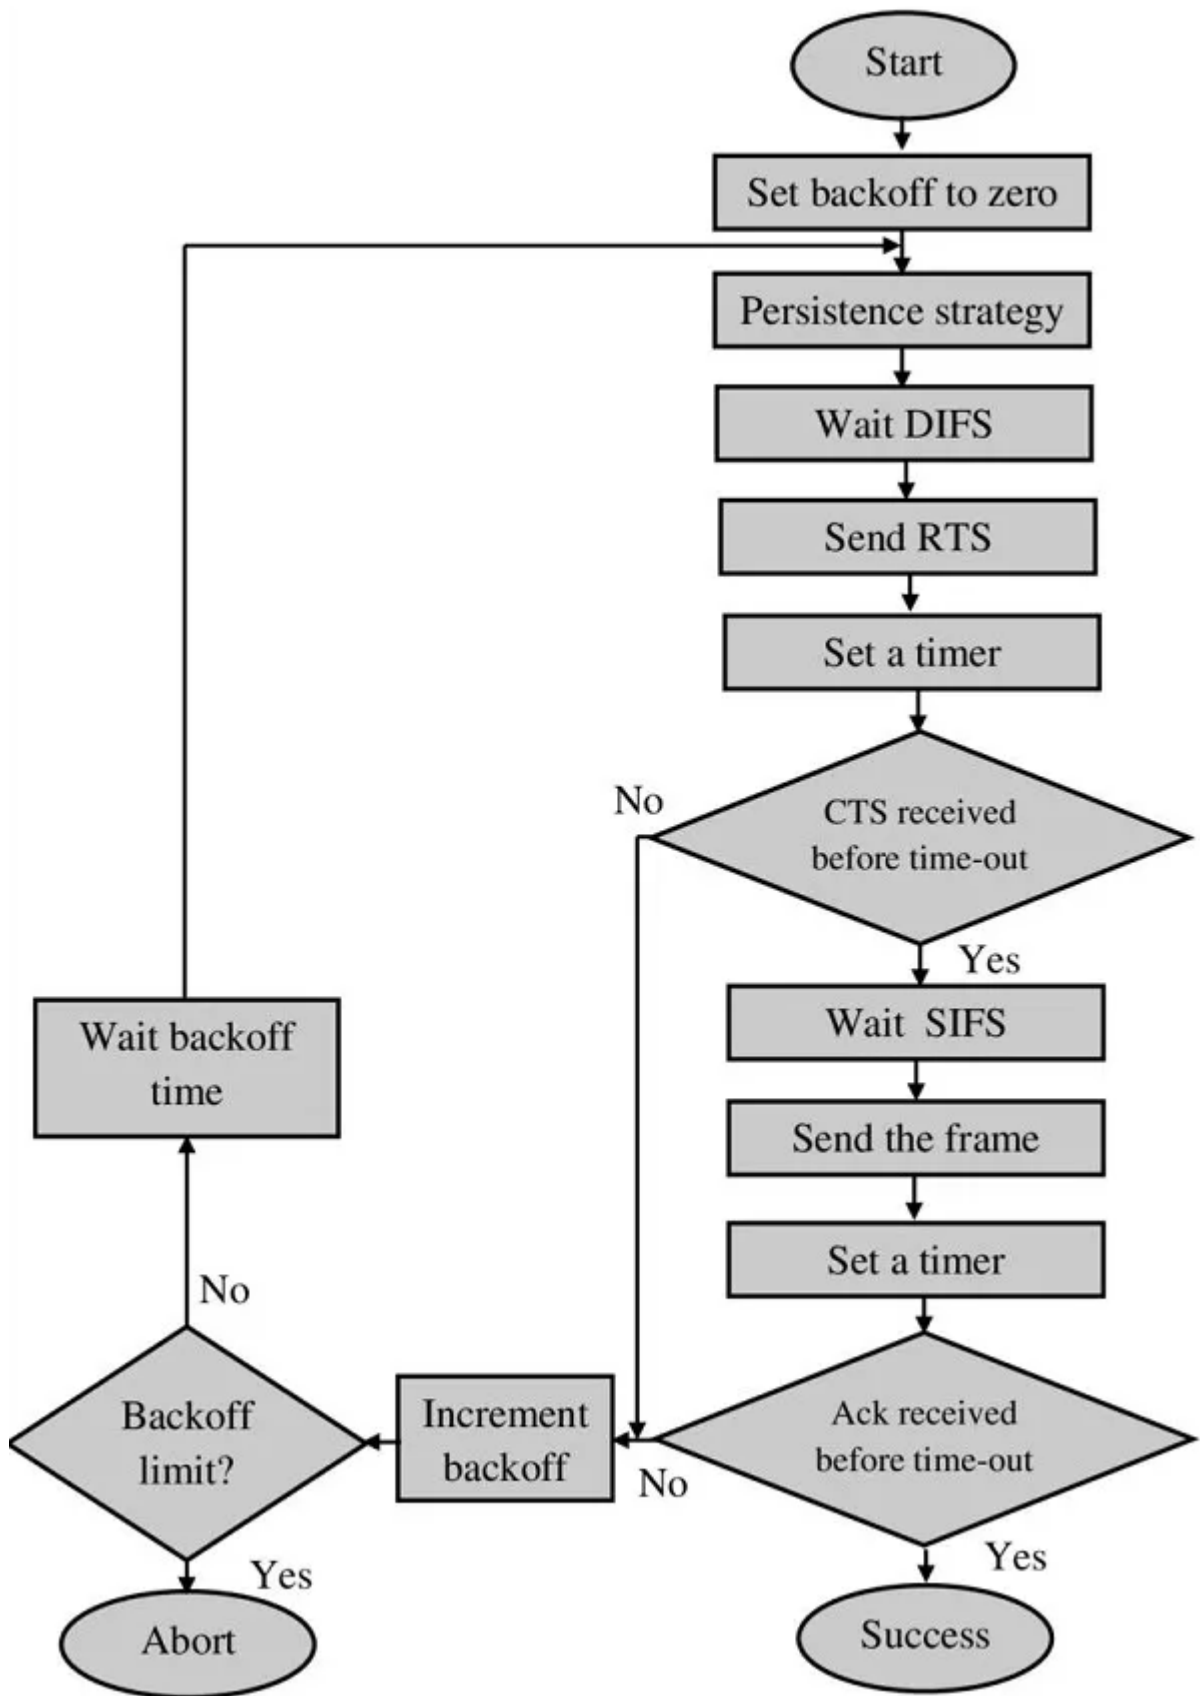 Start
Set backoff to zero
Persistence strategy
Wait DIFS
Send RTS
Set a timer
No
CTS received
before time-out
Yes
Wait SIFS
Wait backoff
time
Send the frame
Set a timer
No
Backoff
limit?
Increment
backoff
Ack received
before time-out
No
Yes
Yes
Abort
Success